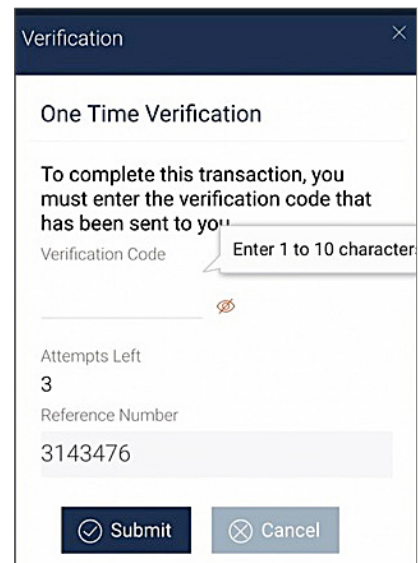 Verification
One Time Verification
To complete this transaction, you
must enter the verification code that
has been sent to you
Enter 1 to 10 character
Verification Code
Attempts Left
3
Reference Number
3143476
Submit
Cancel